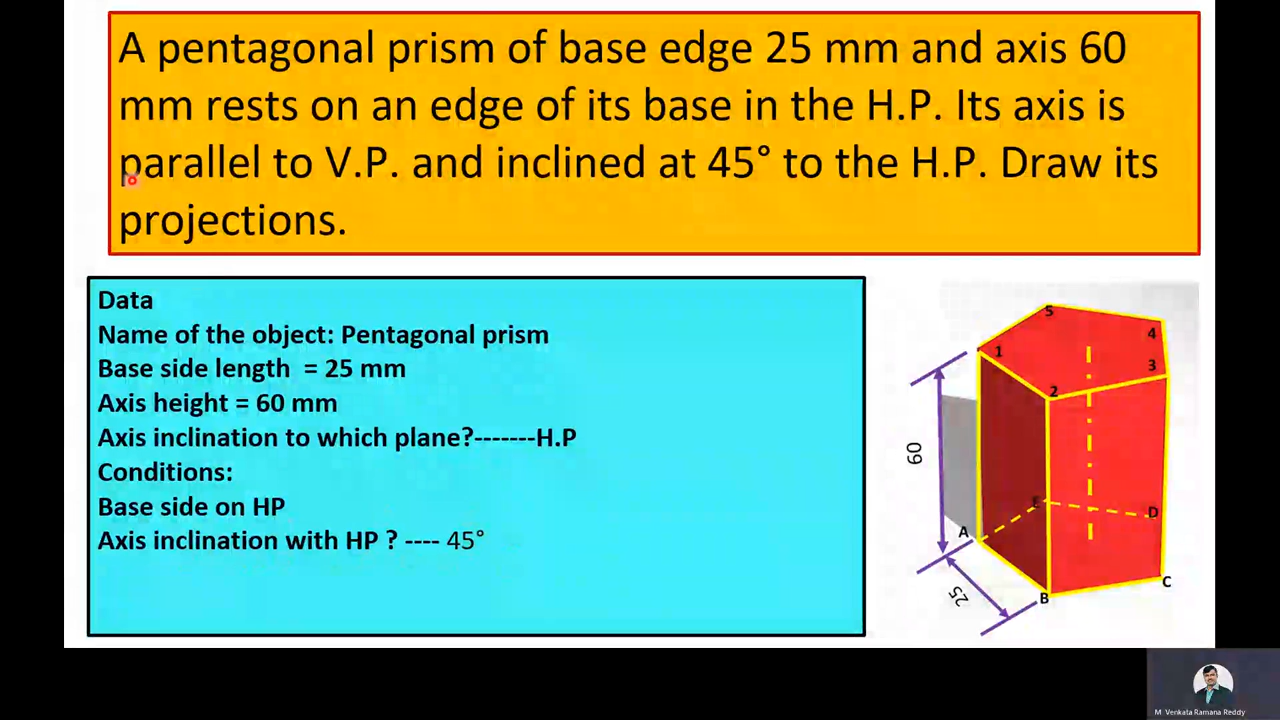 A pentagonal prism of base edge 25 mm and axis 60
mm rests on an edge of its base in the H.P. Its axis is
parallel to V.P. and inclined at 45° to the H.P. Draw its
projections.
Data
Name of the object: Pentagonal prism
Base side length = 25 mm
Axis height = 60 mm
Axis inclination to which plane?-------H.P
Conditions:
Base side on HP
Axis inclination with HP ? ---- 45°
5
4
1
3
2
60
E
D
A
C
25
B
M. Venkata Ramana Reddy